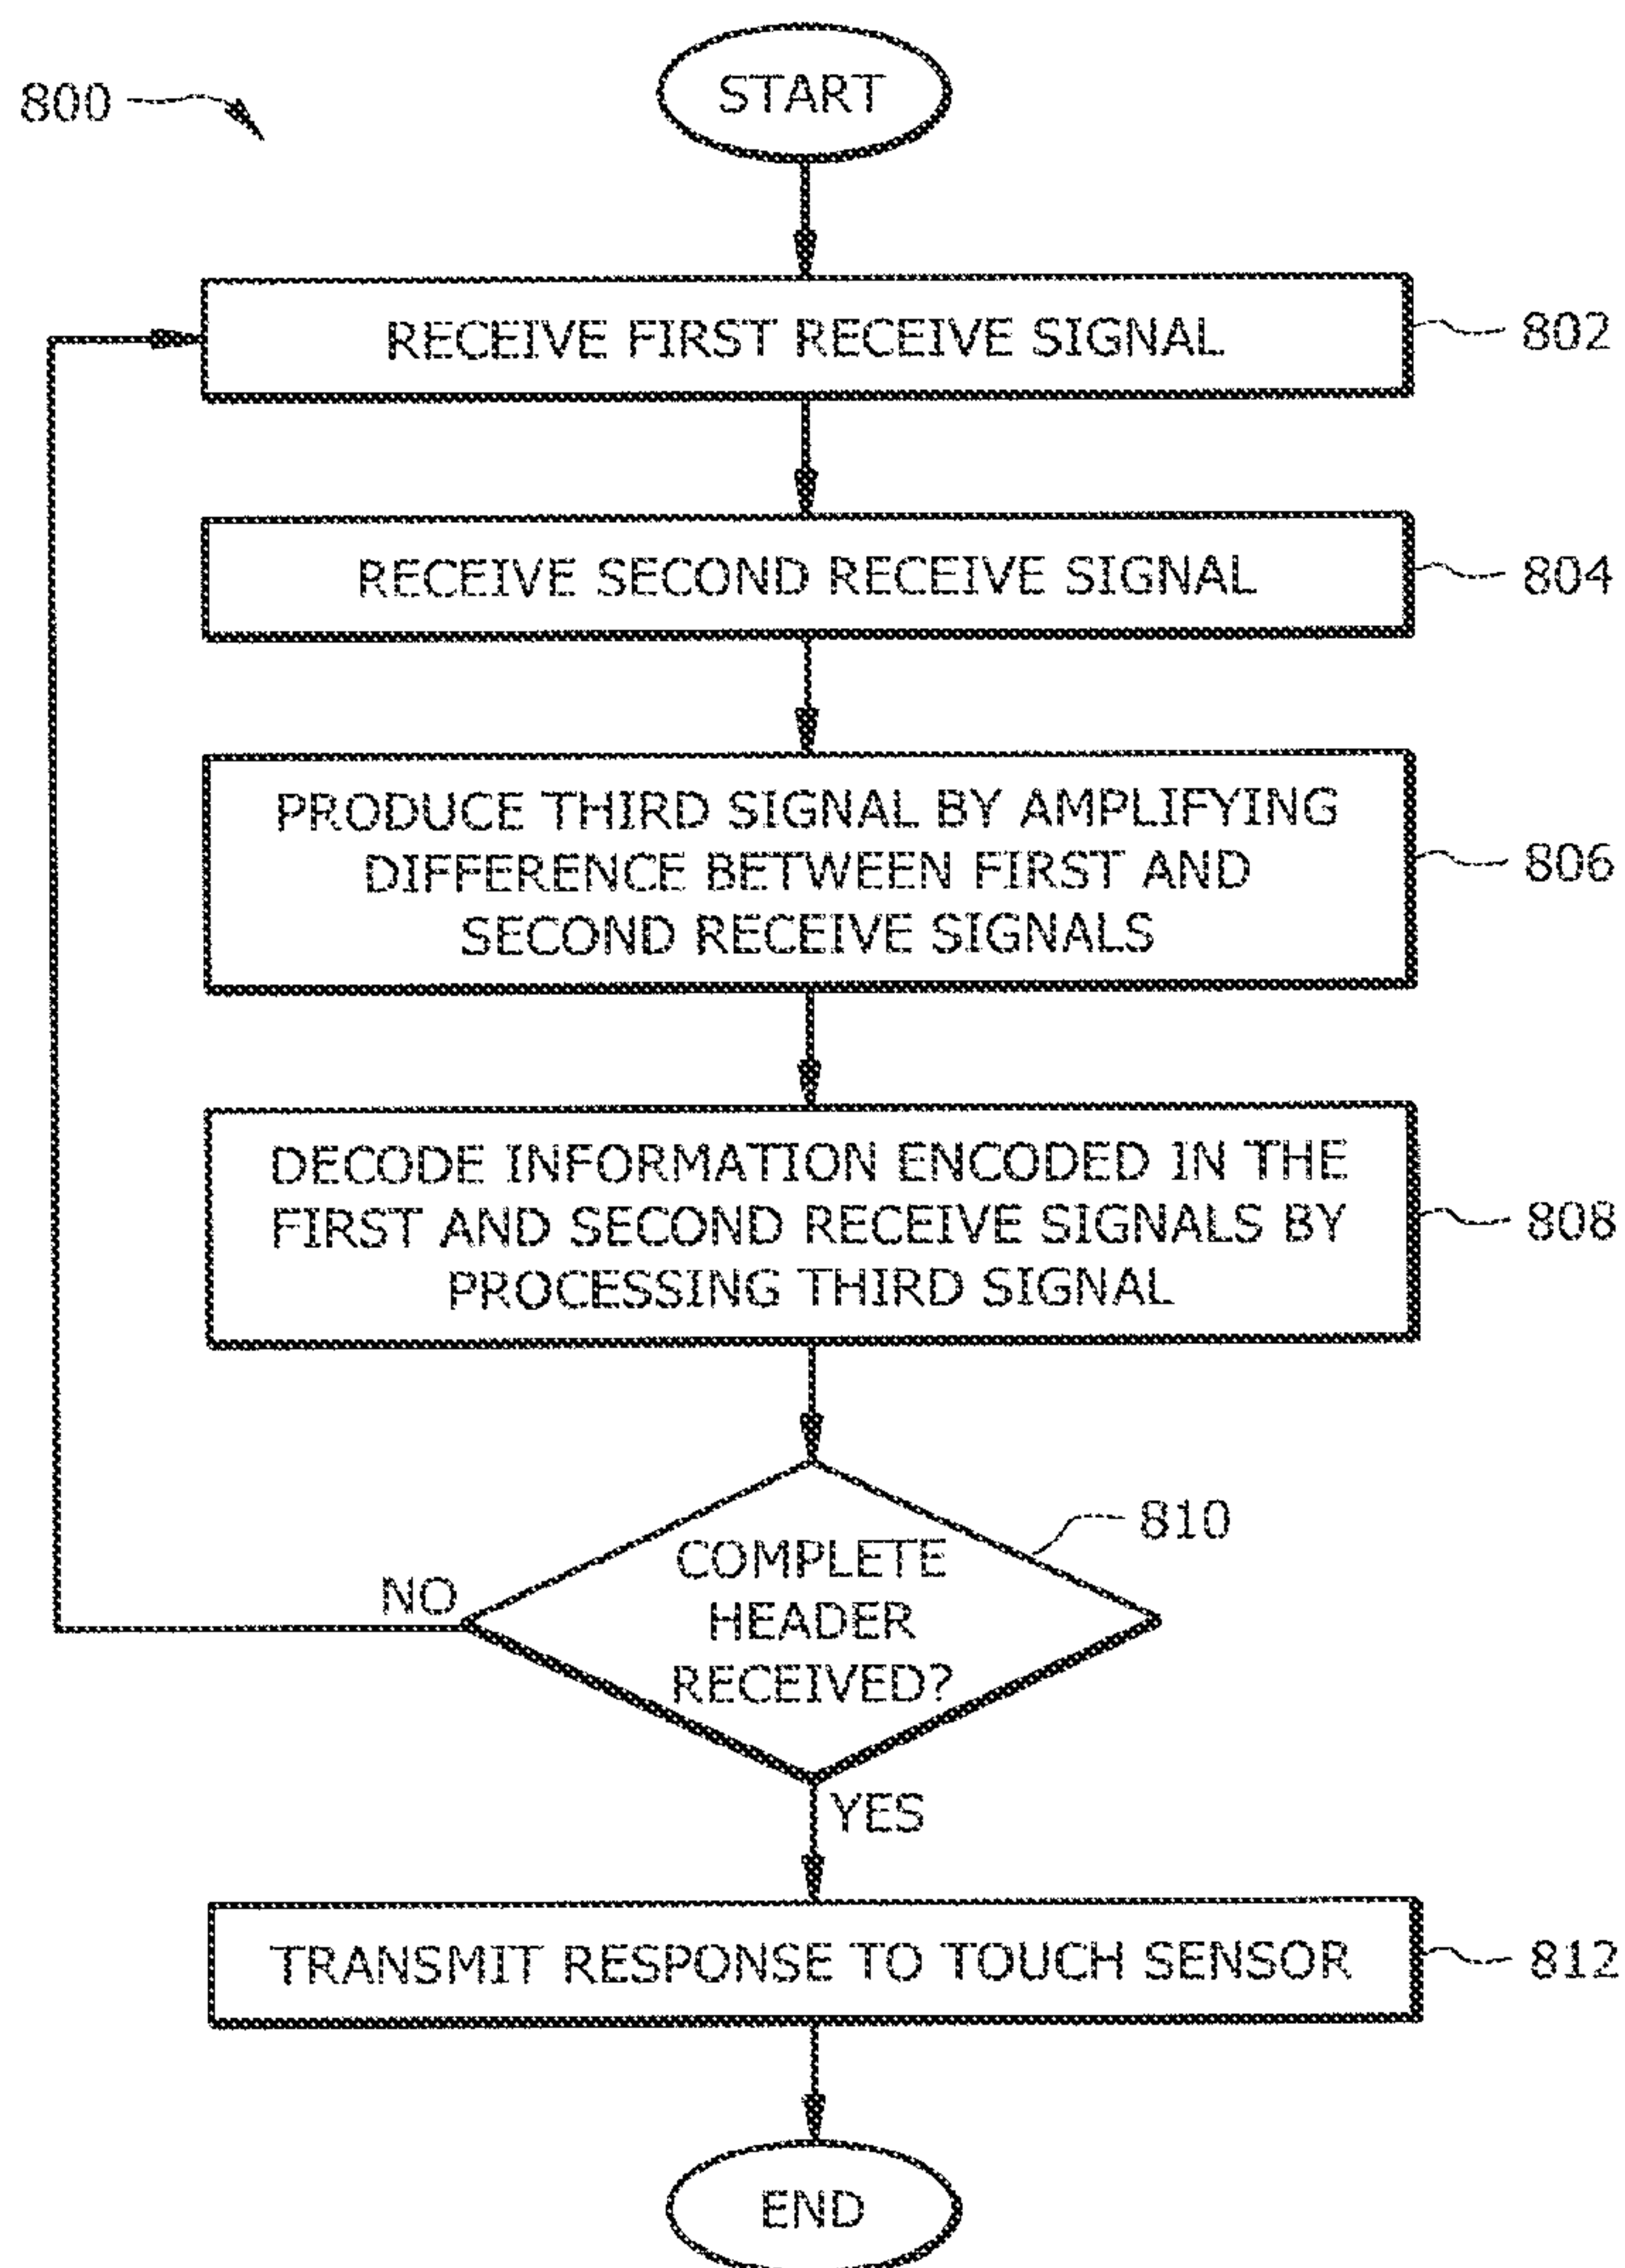 800
START
RECEIVE FIRST RECEIVE SIGNAL
802
RECEIVE SECOND RECEIVE SIGNAL
804
PRODUCE THIRD SIGNAL BY AMPLIFYING
DIFFERENCE BETWEEN FIRST AND
SECOND RECEIVE SIGNALS
806
DECODE INFORMATION ENCODED IN THE
FIRST AND SECOND RECEIVE SIGNALS BY
PROCESSING THIRD SIGNAL
808
COMPLETE
HEADER
RECEIVED?
810
NO
YES
TRANSMIT RESPONSE TO TOUCH SENSOR
812
END